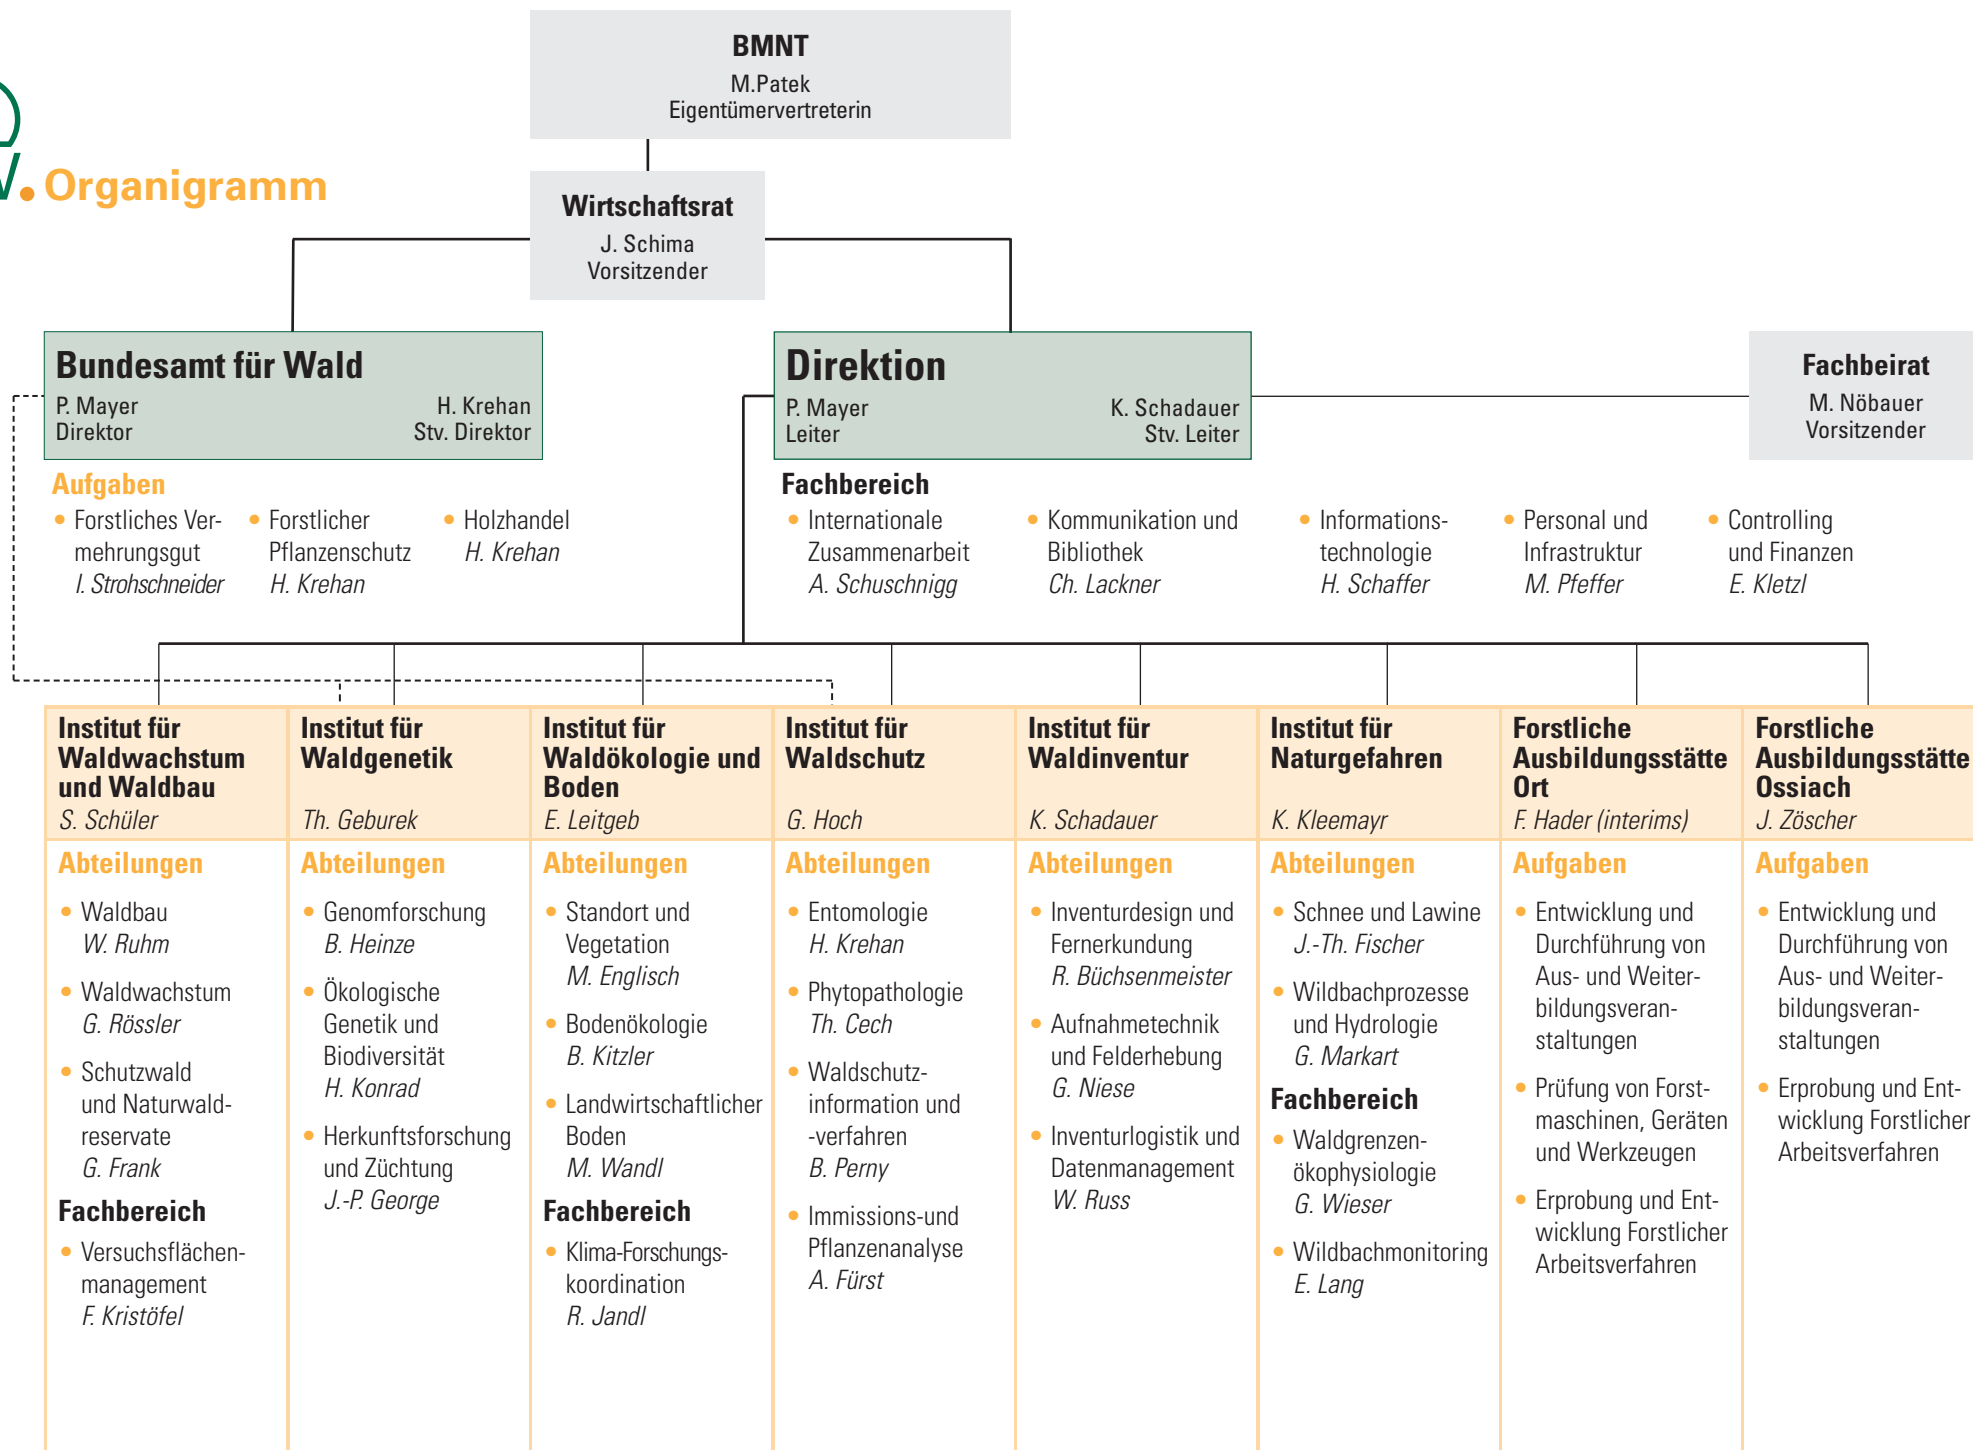 BMNT
M.Patek
Eigentümervertreterin
Organigramm
Wirtschaftsrat
J. Schima
Vorsitzender
Bundesamt für Wald
P. Mayer
Direktor
H. Krehan
Stv. Direktor
Direktion
P. Mayer
Leiter
K. Schadauer
Stv. Leiter
Fachbeirat
M. Nöbauer
Vorsitzender
Aufgaben
• Forstliches Ver-
mehrungsgut
I. Strohschneider
• Forstlicher
Pflanzenschutz
H. Krehan
• Holzhandel
H. Krehan
Fachbereich
• Internationale
Zusammenarbeit
A. Schuschnigg
• Kommunikation und
Bibliothek
Ch. Lackner
• Informations-
technologie
H. Schaffer
• Personal und
Infrastruktur
M. Pfeffer
• Controlling
und Finanzen
E. Kletzl
Institut für
Waldwachstum
und Waldbau
S. Schüler
Abteilungen
• Waldbau
W. Ruhm
• Waldwachstum
G. Rössler
• Schutzwald
und Naturwald-
reservate
G. Frank
Fachbereich
• Versuchsflächen-
management
F. Kristöfel
Institut für
Waldgenetik
Th. Geburek
Abteilungen
• Genomforschung
B. Heinze
• Ökologische
Genetik und
Biodiversität
H. Konrad
• Herkunftsforschung
und Züchtung
J.-P. George
Institut für
Waldökologie und
Boden
E. Leitgeb
Abteilungen
• Standort und
Vegetation
M. Englisch
• Bodenökologie
B. Kitzler
• Landwirtschaftlicher
Boden
M. Wandl
Fachbereich
• Klima-Forschungs-
koordination
R. Jandl
Institut für
Waldschutz
G. Hoch
Abteilungen
• Entomologie
H. Krehan
• Phytopathologie
Th. Cech
• Waldschutz-
information und
-verfahren
B. Perny
• Immissions-und
Pflanzenanalyse
A. Fürst
Institut für
Waldinventur
K. Schadauer
Abteilungen
• Inventurdesign und
Fernerkundung
R. Büchsenmeister
• Aufnahmetechnik
und Felderhebung
G. Niese
• Inventurlogistik und
Datenmanagement
W. Russ
Institut für
Naturgefahren
K. Kleemayr
Abteilungen
• Schnee und Lawine
J.-Th. Fischer
• Wildbachprozesse
und Hydrologie
G. Markart
Fachbereich
• Waldgrenzen-
ökophysiologie
G. Wieser
• Wildbachmonitoring
E. Lang
Forstliche
Ausbildungsstätte
Ort
F. Hader (interims)
Aufgaben
• Entwicklung und
Durchführung von
Aus- und Weiter-
bildungsveran-
staltungen
• Prüfung von Forst-
maschinen, Geräten
und Werkzeugen
• Erprobung und Ent-
wicklung Forstlicher
Arbeitsverfahren
Forstliche
Ausbildungsstätte
Ossiach
J. Zöscher
Aufgaben
• Entwicklung und
Durchführung von
Aus- und Weiter-
bildungsveran-
staltungen
• Erprobung und Ent-
wicklung Forstlicher
Arbeitsverfahren